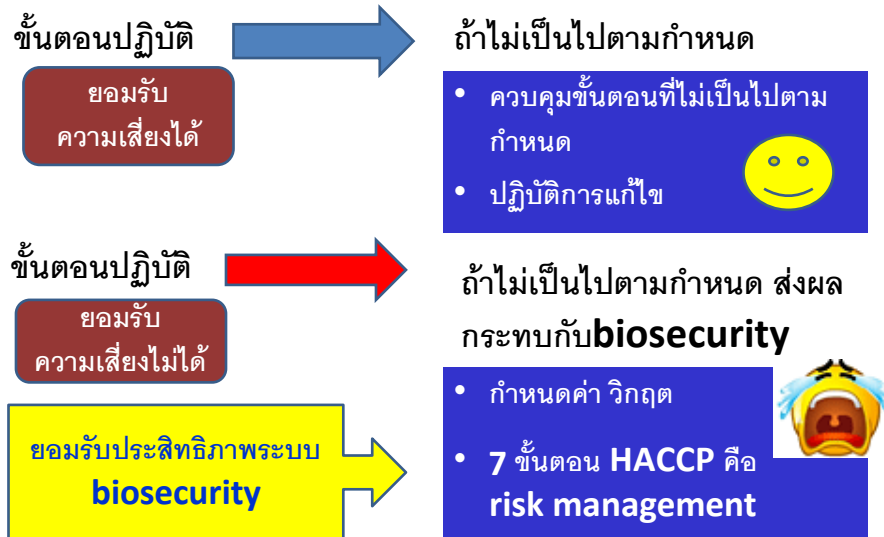 ขั้นตอนปฏิบัติ
ยอมรับ
ความเสี่ยงได้
ถ้าไม่เป็นไปตามกำหนด
• ควบคุมขั้นตอนที่ไม่เป็นไปตาม
กำหนด
• ปฏิบัติการแก้ไข
ขั้นตอนปฏิบัติ
ยอมรับ
ความเสี่ยงไม่ได้
ถ้าไม่เป็นไปตามกำหนด ส่งผล
กระทบกับbiosecurity
ยอมรับประสิทธิภาพระบบ
biosecurity
• กำหนดค่า วิกฤต
• 7 ขั้นตอน HACCP คือ
risk management